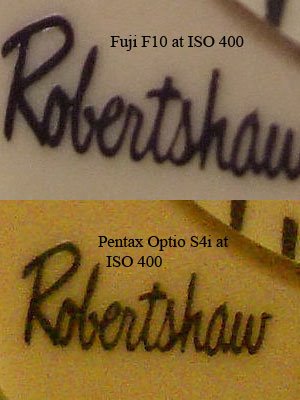 Fuji F10 at ISO 400
Robertshaw
Pentax Optio S4i at
ISO 400
Robertshaw